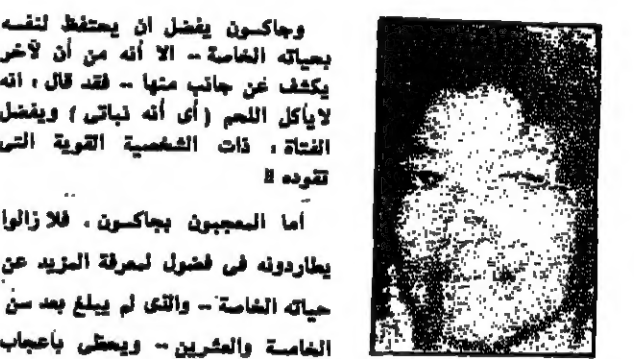 وجاكسون يفضل ان يحتفظ لنفسه
بحياته الخاصة -- الا أنه من أن لآخر
يكشف عن جانب منها -- فقد قال ، انه
لايأكل اللحم ( أى أنه نباتى ) ويفضل
الفتاة ، ذات الشخصية القوية التى
تقوده !!
أما المعجبون بجاكسون ، فلا زالوا
يطاردونه فى فضول لمعرفة المزيد عن
حياته الخاصة -- والذى لم يبلغ بعد سن
الخامسة والعشرين -- ويحظى باعجاب